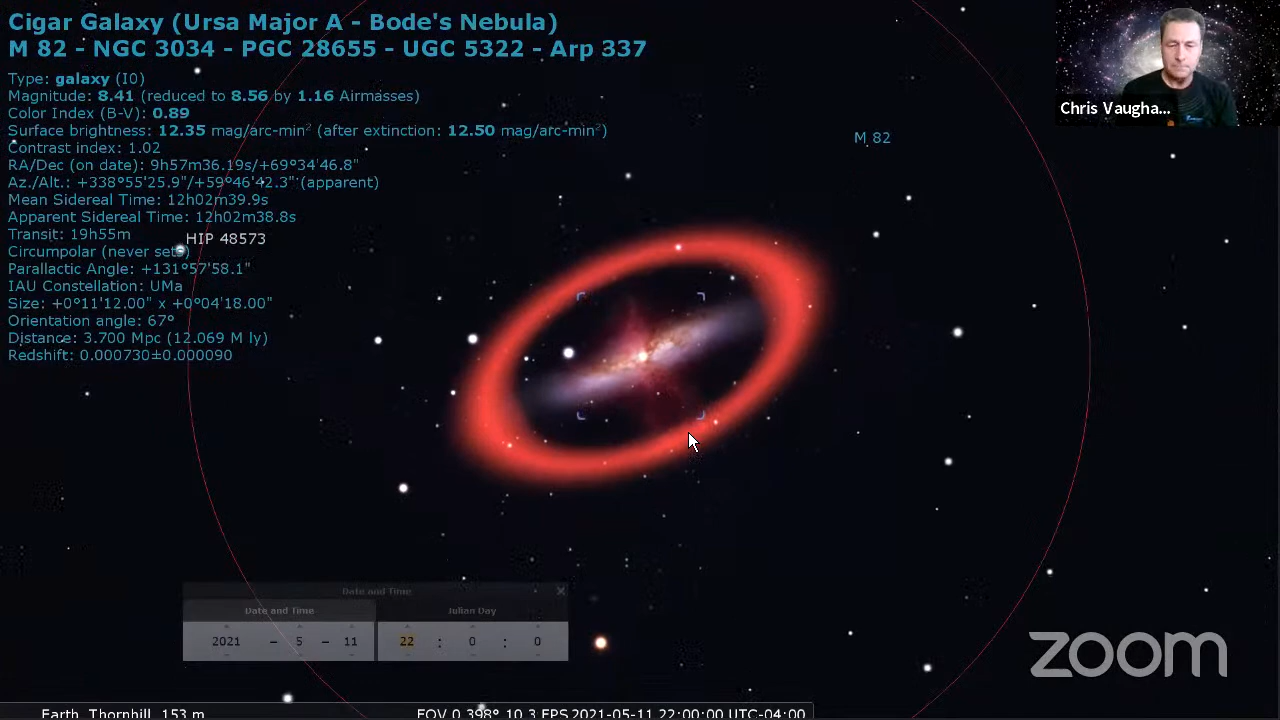 Cigar Galaxy (Ursa Major A - Bode's Nebula)
M 82 - NGC 3034 - PGC 28655 - UGC 5322 - Arp 337
Type: galaxy (I0)
Magnitude: 8.41 (reduced to 8.56 by 1.16 Airmasses)
Color Index (B-V): 0.89
Surface brightness: 12.35 mag/arc-min² (after extinction: 12.50 mag/arc-min²)
Contrast index: 1.02
RA/Dec (on date): 9h57m36.19s/+69°34'46.8"
Az./Alt.: +338°55'25.9"/+59°46'42.3" (apparent)
Mean Sidereal Time: 12h02m39.9s
Apparent Sidereal Time: 12h02m38.8s
Transit: 19h55m
Circumpolar (never sets)
Parallactic Angle: +131°57'58.1"
IAU Constellation: UMa
Size: +0°11'12.00" x +0°04'18.00"
Orientation angle: 67°
Distance: 3.700 Mpc (12.069 M ly)
Redshift: 0.000730±0.000090
HIP 48573
M 82
Chris Vaugha...
Date and Time
Date and Time Julian Day
2021 - 5 - 11 22 : 0 : 0
zoom
Earth, Thornhill, 153 m FOV 0.398° 10.3 FPS 2021-05-11 22:00:00 UTC-04:00